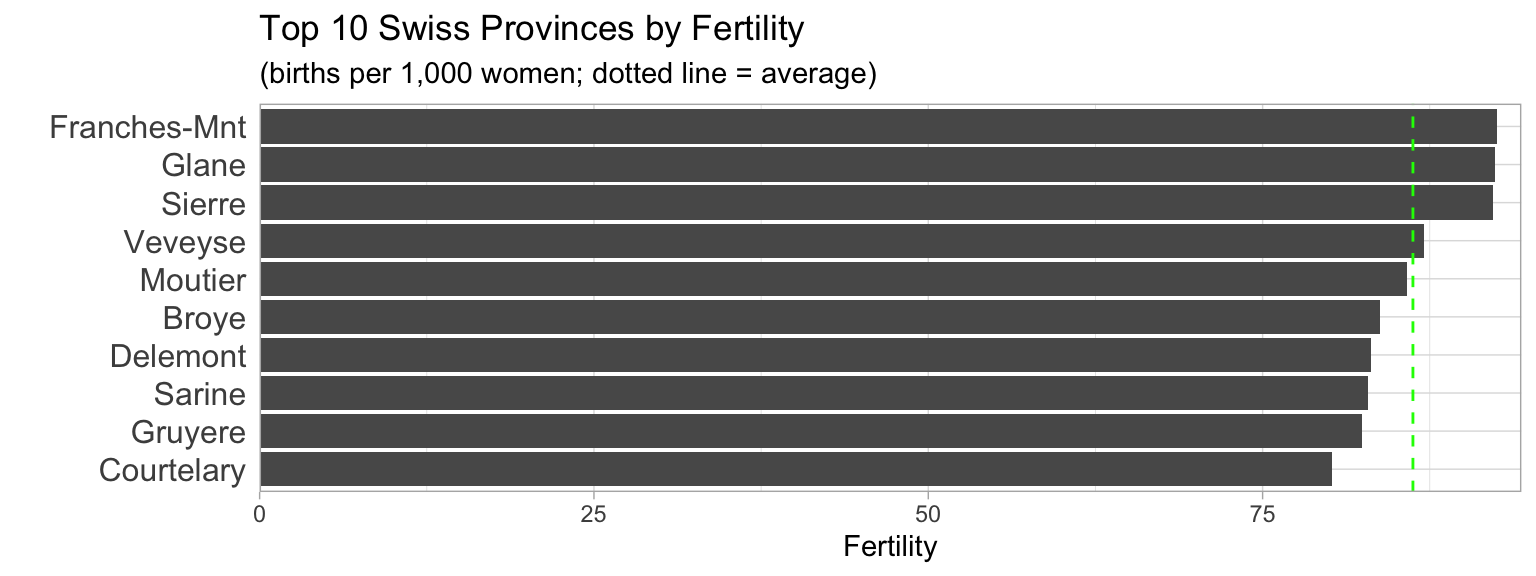 Top 10 Swiss Provinces by Fertility
(births per 1,000 women; dotted line = average)
Franches-Mnt
Glane
Sierre
Veveyse
Moutier
Broye
Delemont
Sarine
Gruyere
Courtelary
0 25 50 75
Fertility